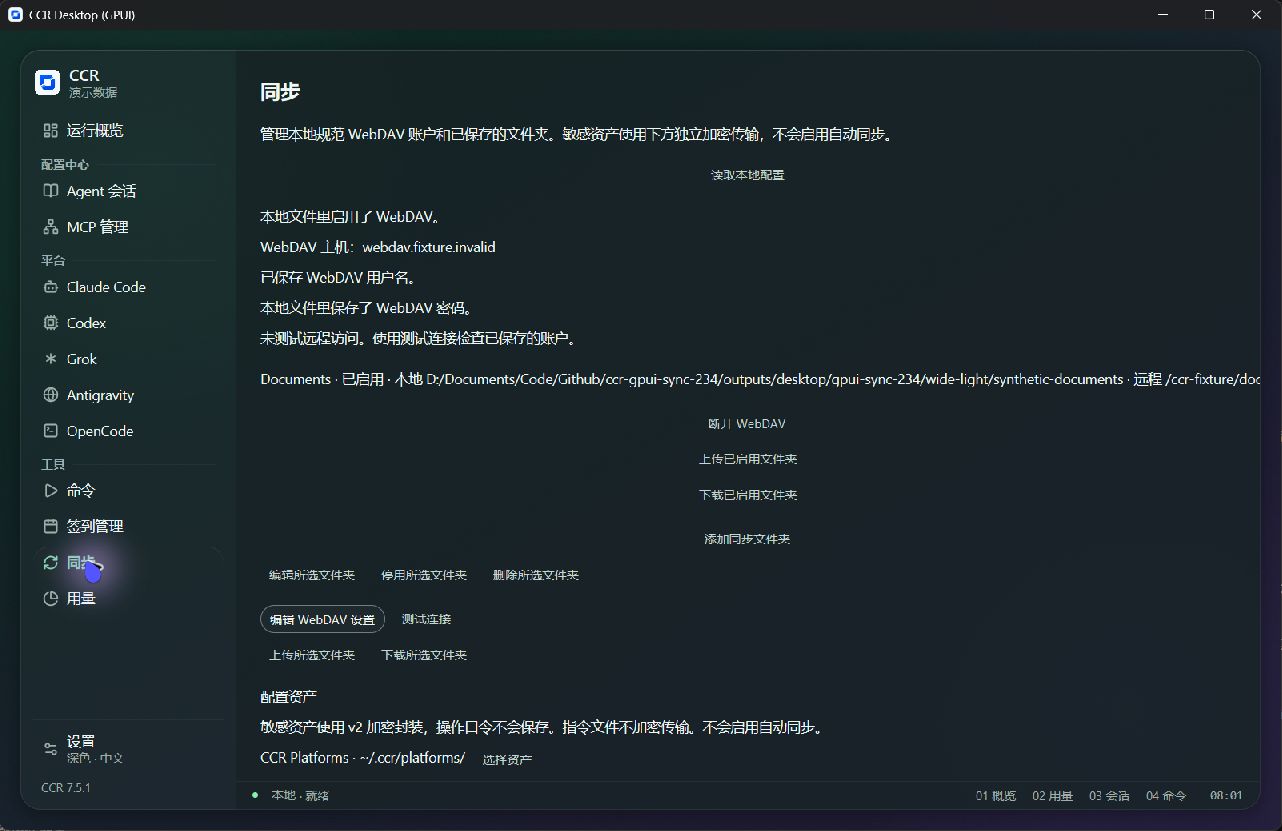 CCR Desktop (GPUI)
CCR
演示数据
运行概览
配置中心
Agent 会话
MCP 管理
平台
Claude Code
Codex
Grok
Antigravity
OpenCode
工具
命令
签到管理
同步
用量
设置
深色 · 中文
CCR 7.5.1
同步
管理本地规范 WebDAV 账户和已保存的文件夹。敏感资产使用下方独立加密传输，不会启用自动同步。
读取本地配置
本地文件里启用了 WebDAV。
WebDAV 主机：webdav.fixture.invalid
已保存 WebDAV 用户名。
本地文件里保存了 WebDAV 密码。
未测试远程访问。使用测试连接检查已保存的账户。
Documents · 已启用 · 本地 D:/Documents/Code/Github/ccr-gpui-sync-234/outputs/desktop/gpui-sync-234/wide-light/synthetic-documents · 远程 /ccr-fixture/doc
断开 WebDAV
上传已启用文件夹
下载已启用文件夹
添加同步文件夹
编辑所选文件夹 停用所选文件夹 删除所选文件夹
编辑 WebDAV 设置 测试连接
上传所选文件夹 下载所选文件夹
配置资产
敏感资产使用 v2 加密封装，操作口令不会保存。指令文件不加密传输。不会启用自动同步。
CCR Platforms · ~/.ccr/platforms/ 选择资产
本地 · 就绪
01 概览 02 用量 03 会话 04 命令 08:01